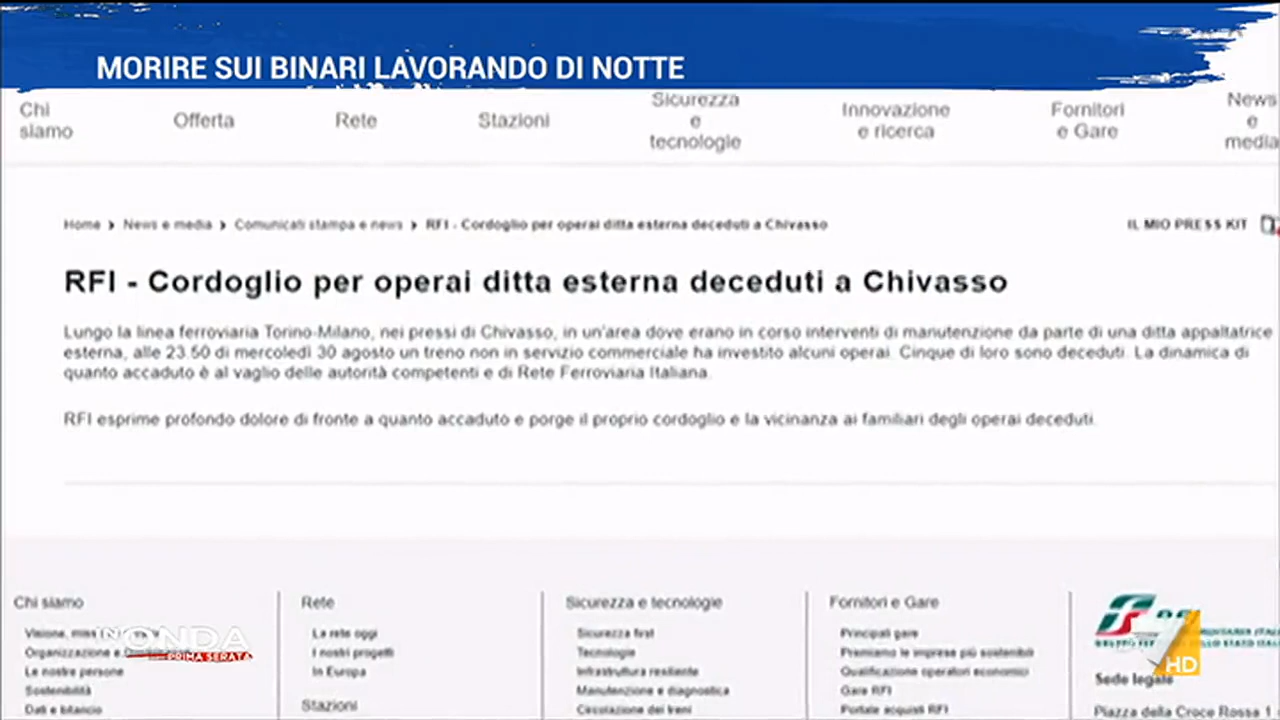 MORIRE SUI BINARI LAVORANDO DI NOTTE
Chi siamo
Offerta
Rete
Stazioni
Sicurezza e tecnologie
Innovazione e ricerca
Fornitori e Gare
News e media
Home > News e media > Comunicati stampa e news > RFI - Cordoglio per operai ditta esterna deceduti a Chivasso
IL MIO PRESS KIT
RFI - Cordoglio per operai ditta esterna deceduti a Chivasso
Lungo la linea ferroviaria Torino-Milano, nei pressi di Chivasso, in un'area dove erano in corso interventi di manutenzione da parte di una ditta appaltatrice
esterna, alle 23.50 di mercoledì 30 agosto un treno non in servizio commerciale ha investito alcuni operai. Cinque di loro sono deceduti. La dinamica di
quanto accaduto è al vaglio delle autorità competenti e di Rete Ferroviaria Italiana.
RFI esprime profondo dolore di fronte a quanto accaduto e porge il proprio cordoglio e la vicinanza ai familiari degli operai deceduti.
Chi siamo
Visione,
Organizzazione e
Le nostre persone
Sostenibilità
Dati e bilancio
IN ONDA
PRIMA SERATA
Rete
La rete oggi
I nostri progetti
In Europa
Stazioni
Sicurezza e tecnologie
Sicurezza first
Tecnologie
Infrastruttura resiliente
Manutenzione e diagnostica
Circolazione dei treni
Fornitori e Gare
Principali gare
Premiamo le imprese più sostenibili
Qualificazione operatori economici
Gare RFI
Portale acquisti RFI
7 HD
Sede legale
Piazza della Croce Rossa 1